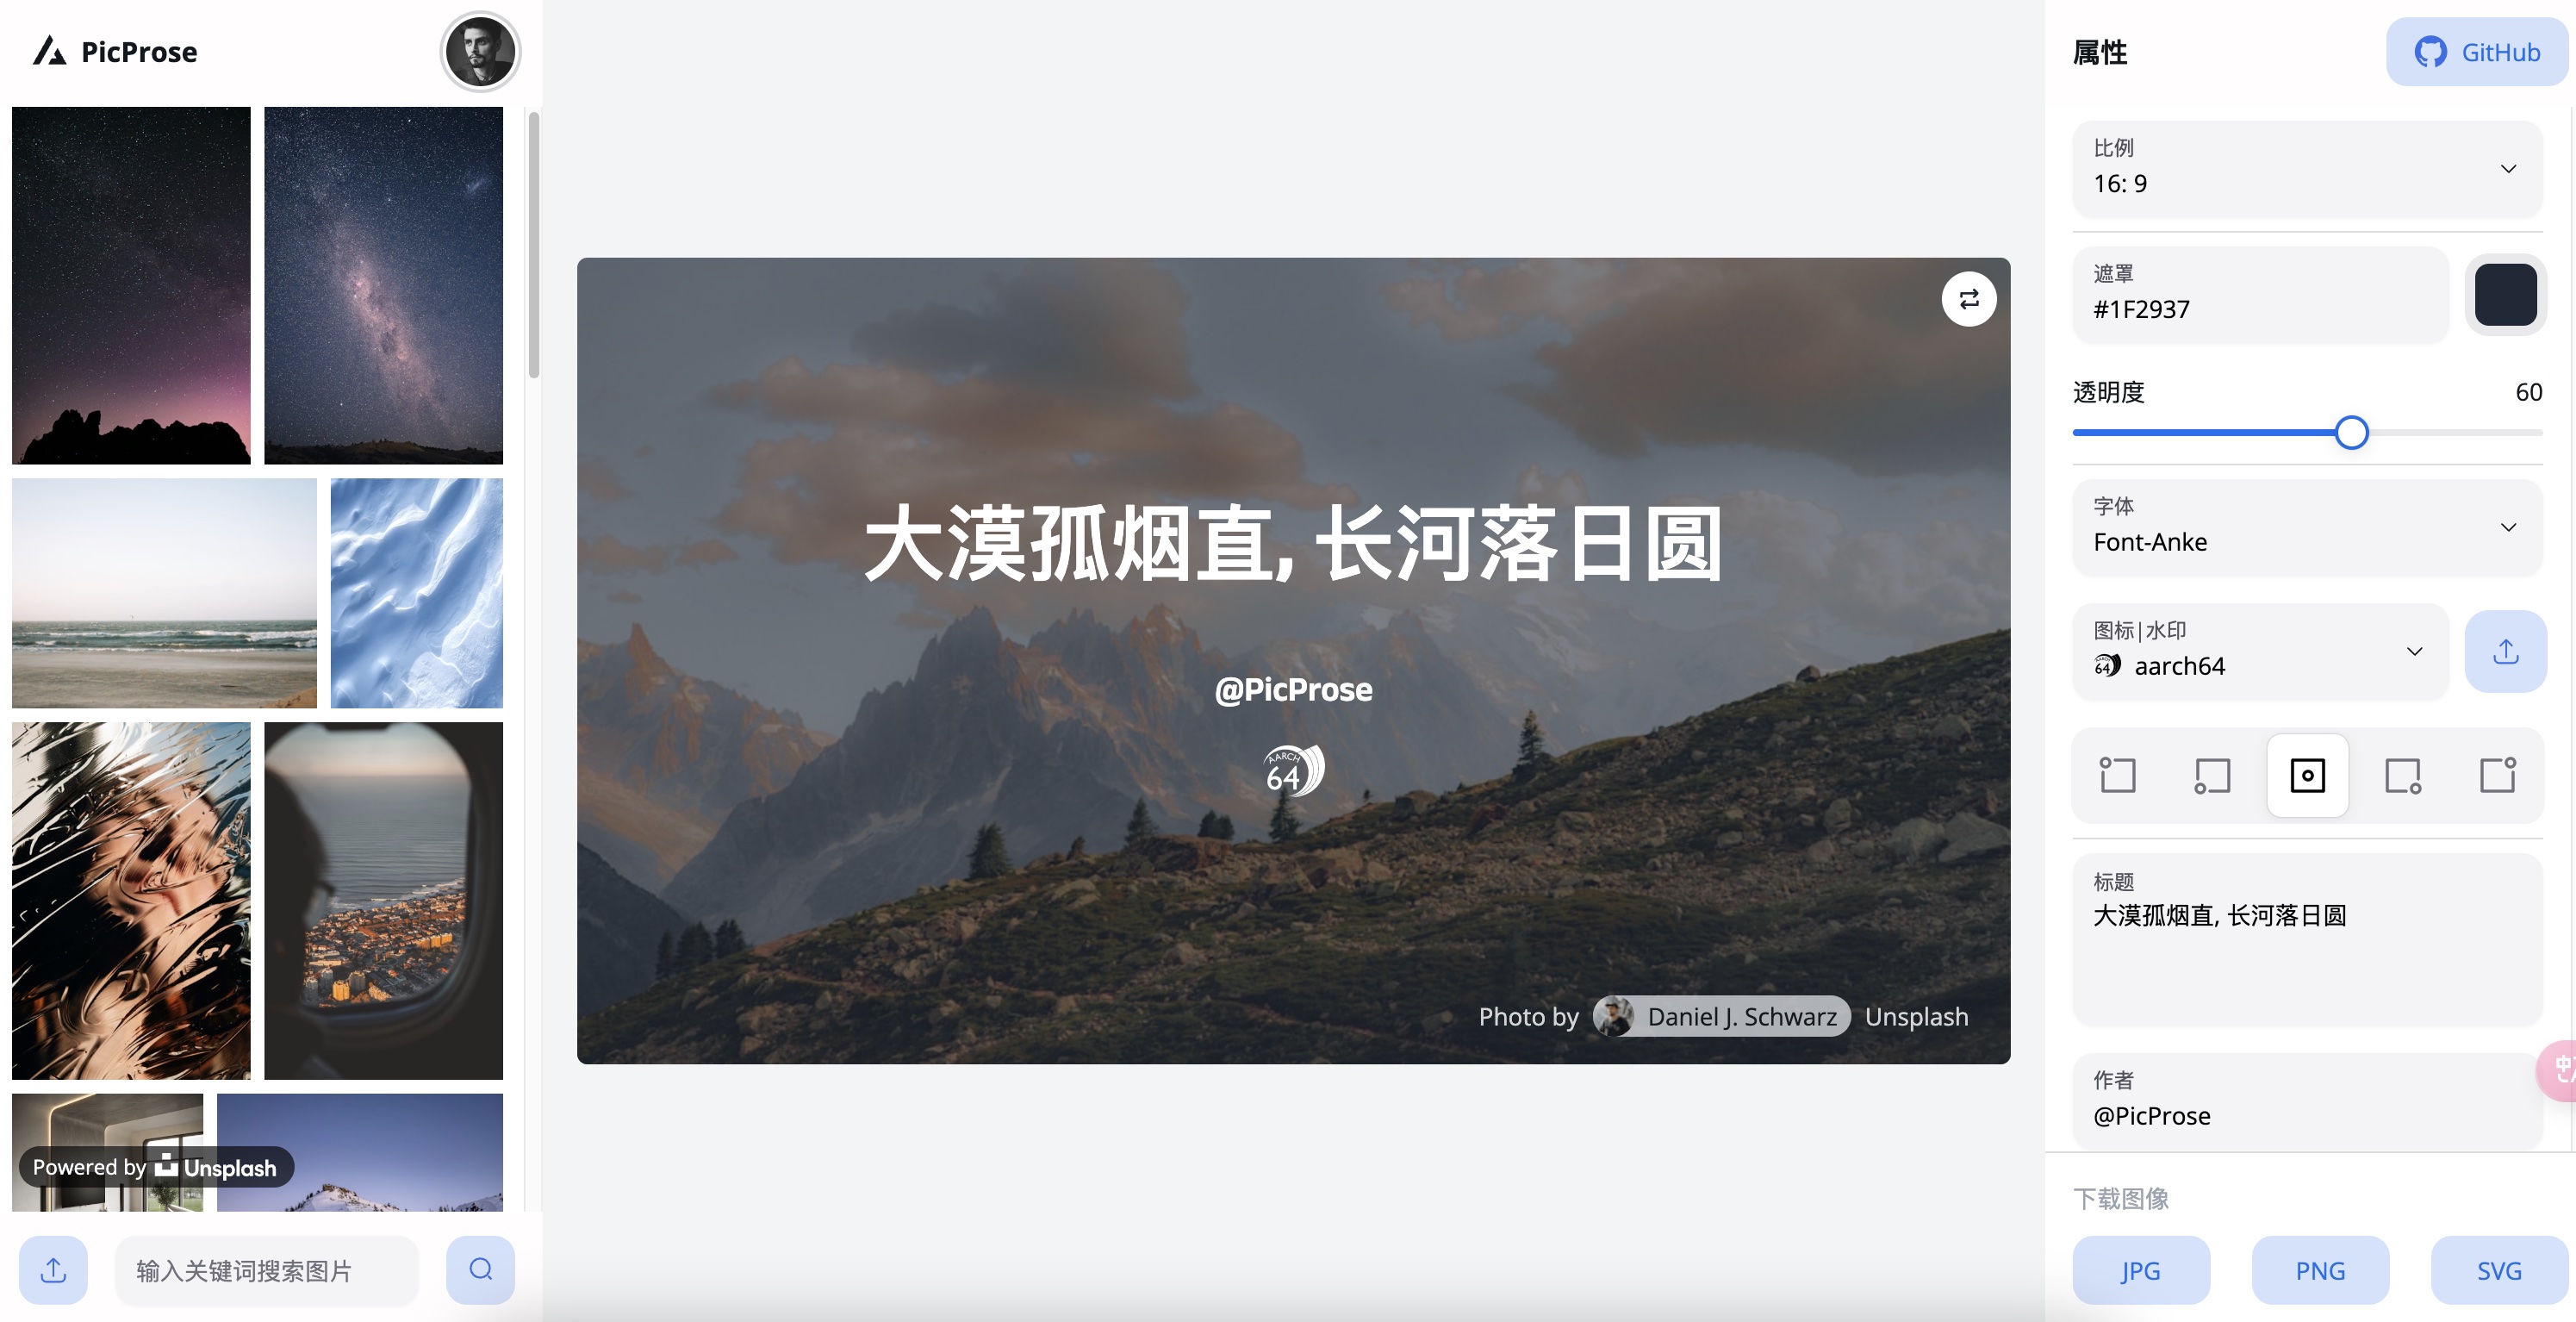 PicProse
Powered by Unsplash
输入关键词搜索图片
大漠孤烟直, 长河落日圆
@PicProse
AARCH
64
Photo by Daniel J. Schwarz Unsplash
属性
GitHub
比例
16: 9
遮罩
#1F2937
透明度 60
字体
Font-Anke
图标|水印
AARCH 64 aarch64
标题
大漠孤烟直, 长河落日圆
作者
@PicProse
下载图像
JPG PNG SVG